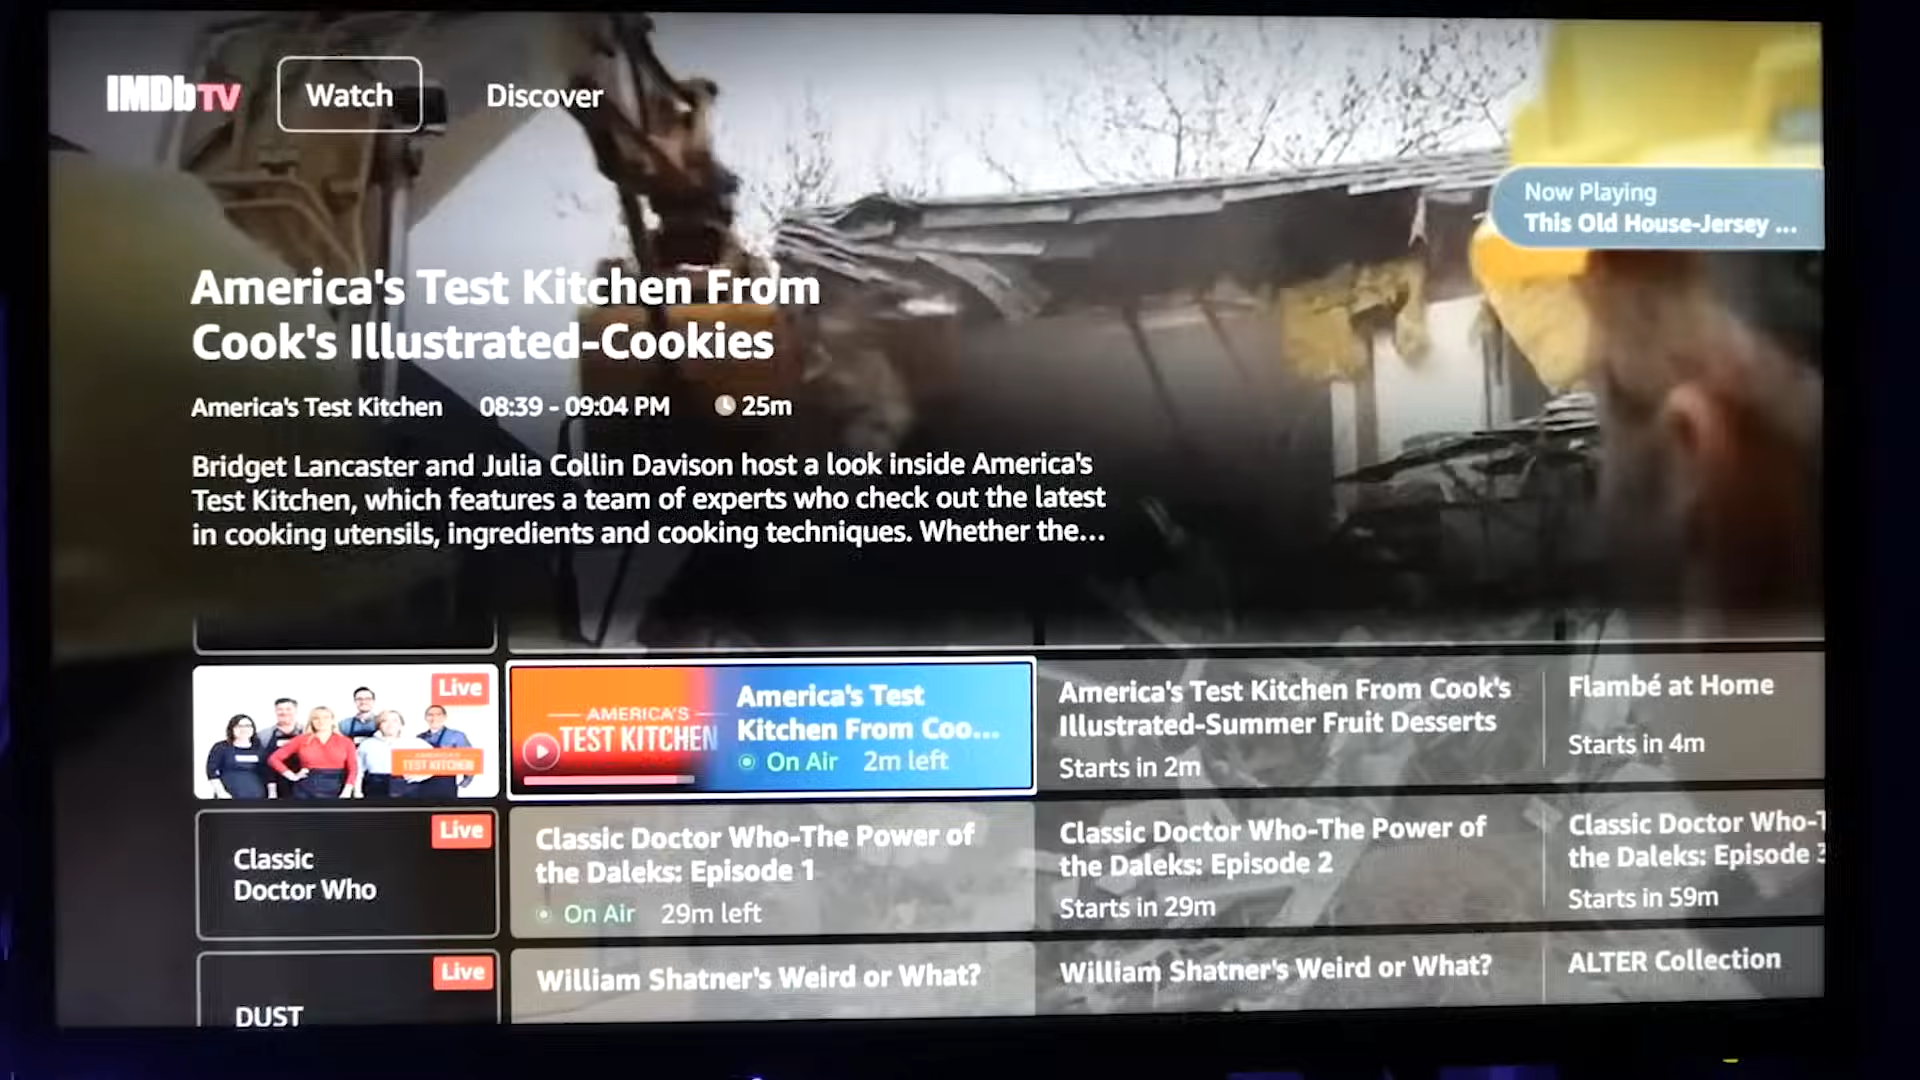 IMDbTV
Watch
Discover
Now Playing
This Old House-Jersey ...
America's Test Kitchen From
Cook's Illustrated-Cookies
America's Test Kitchen 08:39 - 09:04 PM 25m
Bridget Lancaster and Julia Collin Davison host a look inside America's
Test Kitchen, which features a team of experts who check out the latest
in cooking utensils, ingredients and cooking techniques. Whether the...
Live
AMERICA'S
TEST KITCHEN
AMERICA'S
TEST KITCHEN
America's Test
Kitchen From Coo...
On Air 2m left
America's Test Kitchen From Cook's
Illustrated-Summer Fruit Desserts
Starts in 2m
Flambé at Home
Starts in 4m
Live
Classic
Doctor Who
Classic Doctor Who-The Power of
the Daleks: Episode 1
On Air 29m left
Classic Doctor Who-The Power of
the Daleks: Episode 2
Starts in 29m
Classic Doctor Who-T
the Daleks: Episode 3
Starts in 59m
Live
DUST
William Shatner's Weird or What?
William Shatner's Weird or What?
ALTER Collection